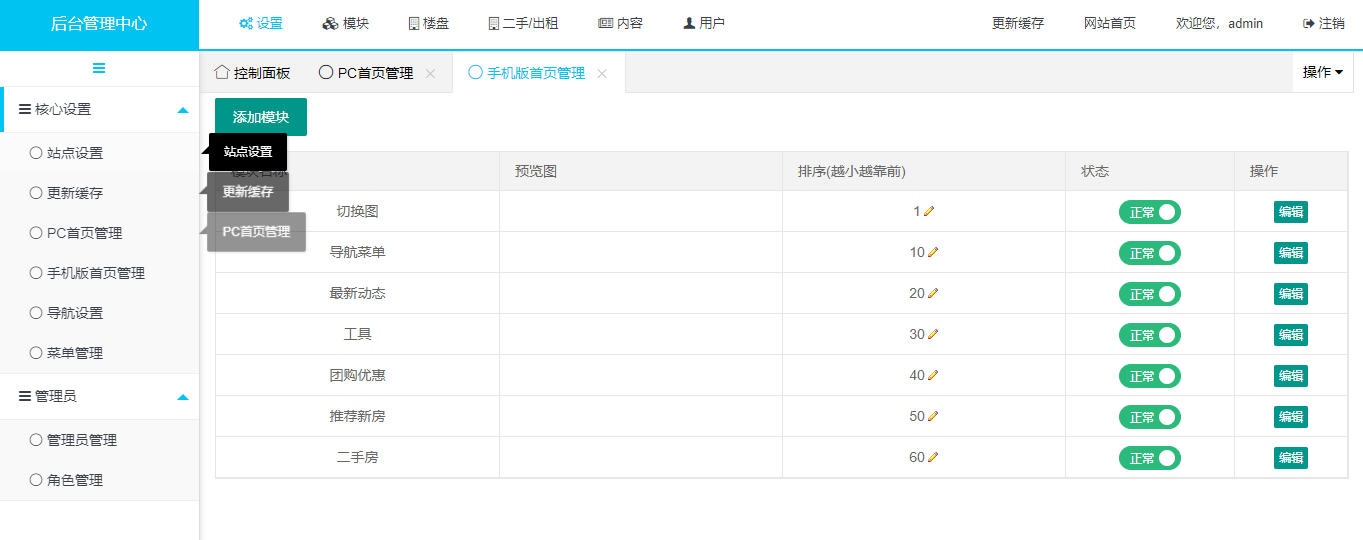 后台管理中心
设置 模块 楼盘 二手/出租 内容 用户 更新缓存 网站首页 欢迎您，admin 注销
控制面板 PC首页管理 手机版首页管理 操作
核心设置
站点设置
更新缓存
PC首页管理
手机版首页管理
导航设置
菜单管理
管理员
管理员管理
角色管理
添加模块
站点设置
更新缓存
PC首页管理
模块名称 预览图 排序(越小越靠前) 状态 操作
切换图 1 正常 编辑
导航菜单 10 正常 编辑
最新动态 20 正常 编辑
工具 30 正常 编辑
团购优惠 40 正常 编辑
推荐新房 50 正常 编辑
二手房 60 正常 编辑